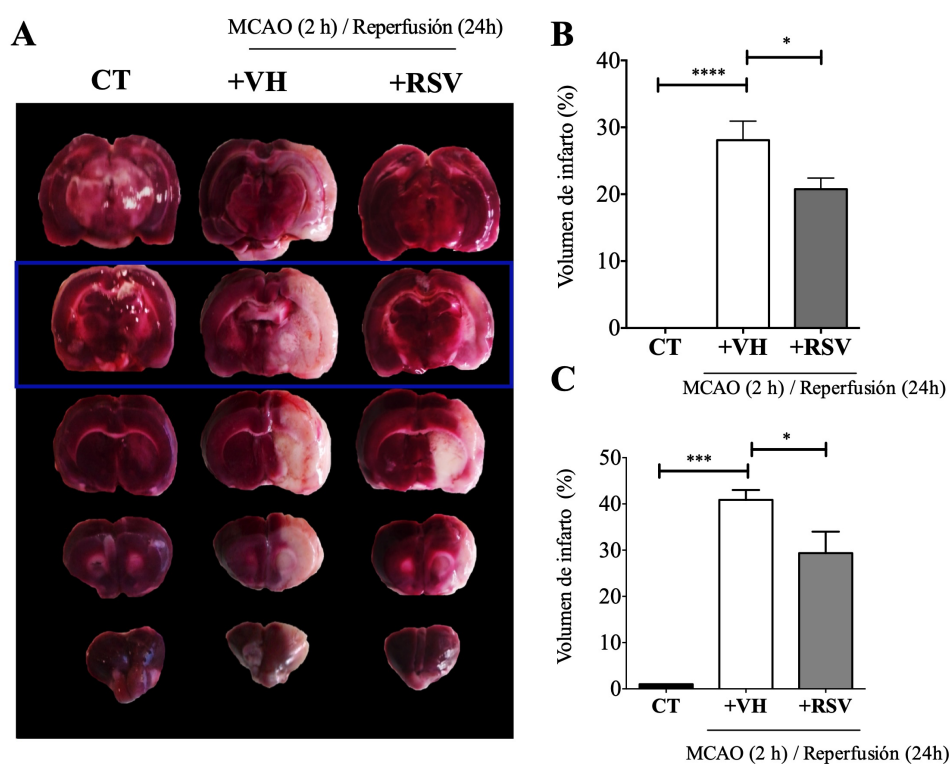 A
MCAO (2 h) / Reperfusión (24h)
CT
+VH
+RSV
B
Volumen de infarto (%)
40
30
20
10
0
****
*
CT
+VH
+RSV
MCAO (2 h) / Reperfusión (24h)
C
Volumen de infarto (%)
50
40
30
20
10
0
***
*
CT
+VH
+RSV
MCAO (2 h) / Reperfusión (24h)